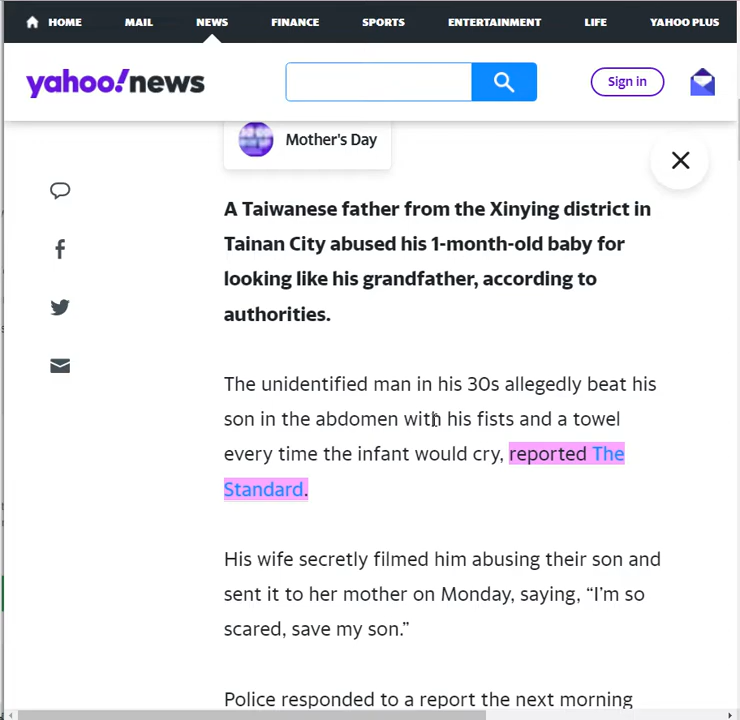 HOME MAIL NEWS FINANCE SPORTS ENTERTAINMENT LIFE YAHOO PLUS
yahoo!news Sign in
Mother's Day
A Taiwanese father from the Xinying district in
Tainan City abused his 1-month-old baby for
looking like his grandfather, according to
authorities.
The unidentified man in his 30s allegedly beat his
son in the abdomen with his fists and a towel
every time the infant would cry, reported The
Standard.
His wife secretly filmed him abusing their son and
sent it to her mother on Monday, saying, “I’m so
scared, save my son.”
Police responded to a report the next morning